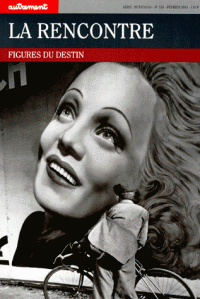 autrement
LA RENCONTRE
FIGURES DU DESTIN